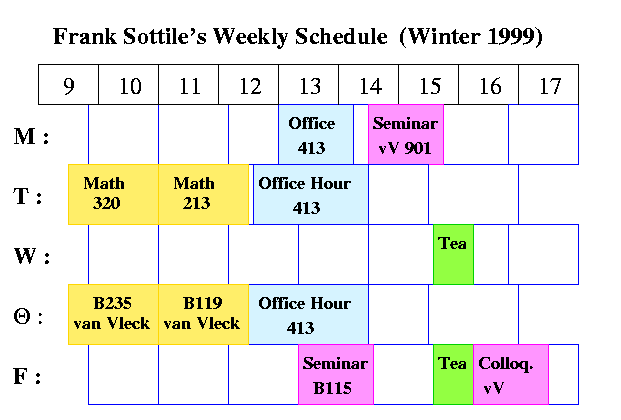 Frank Sottile's Weekly Schedule (Winter 1999)
9 10 11 12 13 14 15 16 17
M : Office Seminar
413 vV 901
T : Math Math Office Hour
320 213 413
W : Tea
Θ : B235 B119 Office Hour
van Vleck van Vleck 413
F : Seminar Tea Colloq.
B115 vV